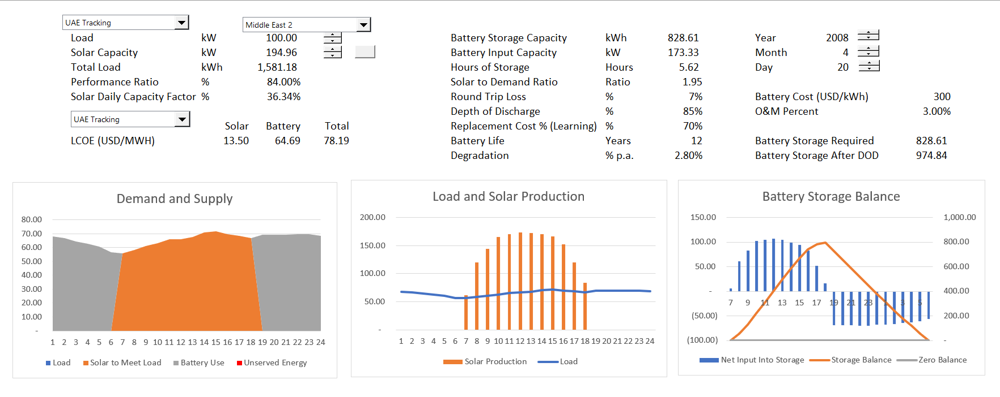 UAE Tracking
Middle East 2
Load kW 100.00
Solar Capacity kW 194.96
Total Load kWh 1,581.18
Performance Ratio % 84.00%
Solar Daily Capacity Factor % 36.34%
UAE Tracking
Solar Battery Total
LCOE (USD/MWH) 13.50 64.69 78.19
Battery Storage Capacity kWh 828.61
Battery Input Capacity kW 173.33
Hours of Storage Hours 5.62
Solar to Demand Ratio Ratio 1.95
Round Trip Loss % 7%
Depth of Discharge % 85%
Replacement Cost % (Learning) % 70%
Battery Life Years 12
Degradation % p.a. 2.80%
Year 2008
Month 4
Day 20
Battery Cost (USD/kWh) 300
O&M Percent 3.00%
Battery Storage Required 828.61
Battery Storage After DOD 974.84
Demand and Supply
80.00
70.00
60.00
50.00
40.00
30.00
20.00
10.00
-
1 2 3 4 5 6 7 8 9 10 11 12 13 14 15 16 17 18 19 20 21 22 23 24
Load Solar to Meet Load Battery Use Unserved Energy
Load and Solar Production
200.00
150.00
100.00
50.00
-
1 2 3 4 5 6 7 8 9 10 11 12 13 14 15 16 17 18 19 20 21 22 23 24
Solar Production Load
Battery Storage Balance
150.00 1,000.00
100.00 800.00
50.00 600.00
- 400.00
7 9 11 13 15 17 19 21 23 1 3 5
(50.00) 200.00
(100.00) -
Net Input Into Storage Storage Balance Zero Balance